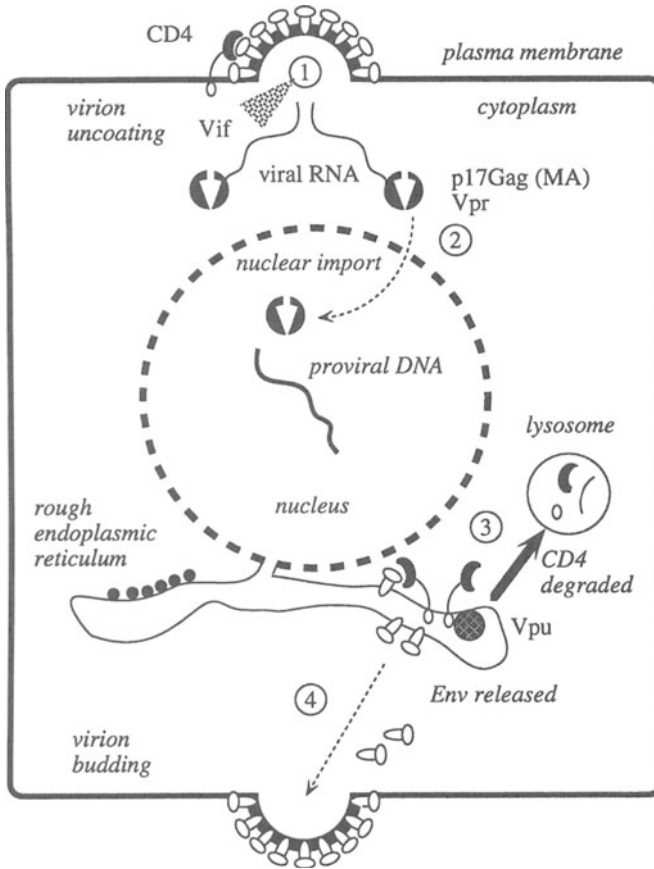 CD4
plasma membrane
1
virion
uncoating
Vif
cytoplasm
viral RNA
p17Gag (MA)
Vpr
2
nuclear import
proviral DNA
lysosome
nucleus
rough
endoplasmic
reticulum
3
CD4
degraded
Vpu
4
Env released
virion
budding